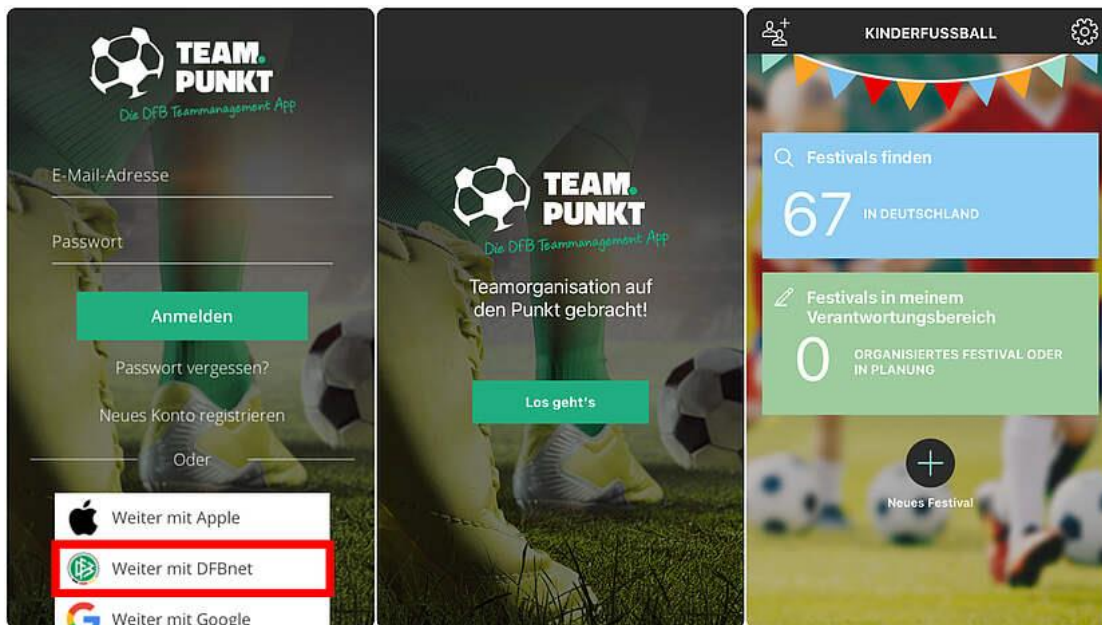 TEAM.
PUNKT
Die DFB Teammanagement App
E-Mail-Adresse
Passwort
Anmelden
Passwort vergessen?
Neues Konto registrieren
Oder
Weiter mit Apple
Weiter mit DFBnet
Weiter mit Google
TEAM.
PUNKT
Die DFB Teammanagement App
Teamorganisation auf
den Punkt gebracht!
Los geht's
KINDERFUSSBALL
Festivals finden
67 IN DEUTSCHLAND
Festivals in meinem
Verantwortungsbereich
0 ORGANISIERTES FESTIVAL ODER
IN PLANUNG
Neues Festival